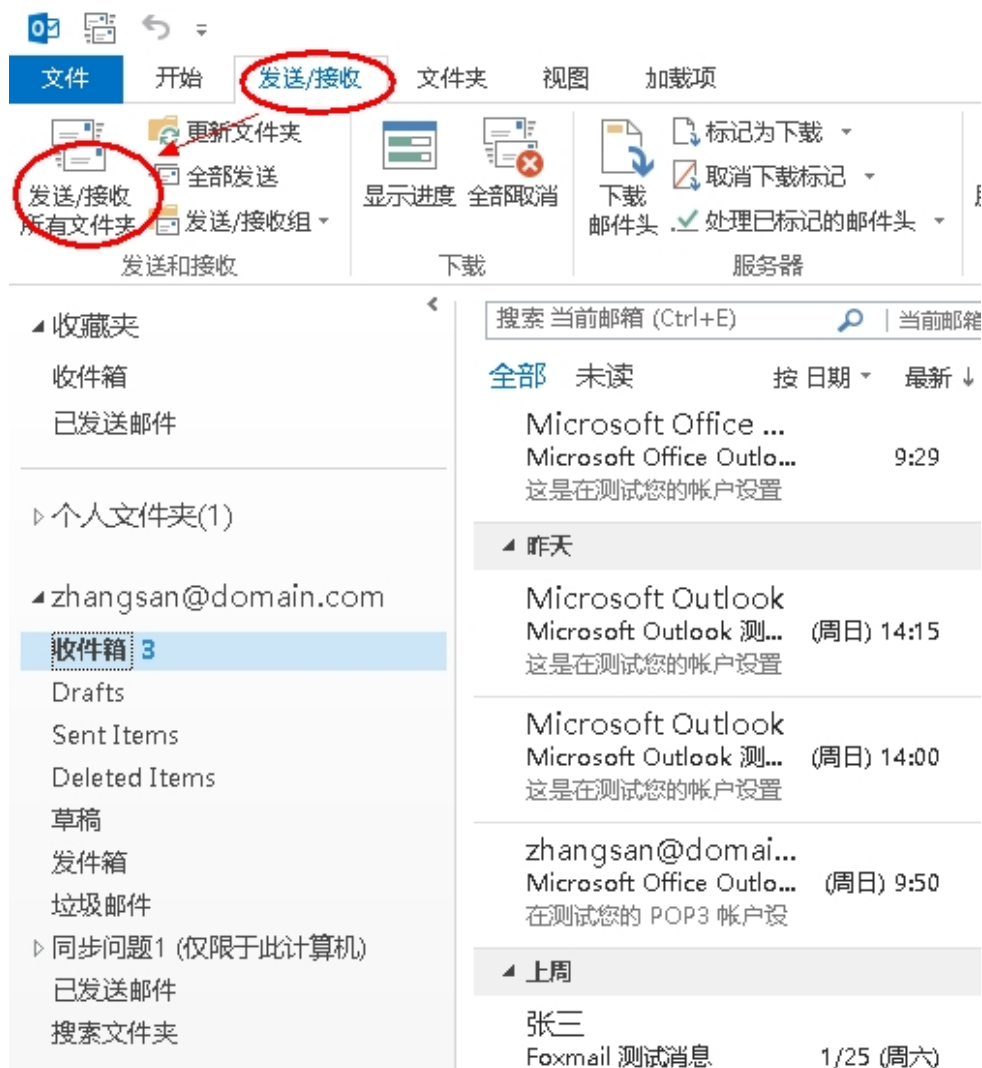 文件 开始 发送/接收 文件夹 视图 加载项
发送/接收
所有文件夹
更新文件夹
全部发送
发送/接收组
发送和接收
显示进度
全部取消
下载
下载
邮件头
标记为下载
取消下载标记
处理已标记的邮件头
服务器
收藏夹
收件箱
已发送邮件
个人文件夹(1)
zhangsan@domain.com
收件箱 3
Drafts
Sent Items
Deleted Items
草稿
发件箱
垃圾邮件
同步问题1 (仅限于此计算机)
已发送邮件
搜索文件夹
搜索 当前邮箱 (Ctrl+E) 当前邮箱
全部 未读 按 日期 最新 ↓
Microsoft Office ...
Microsoft Office Outlo... 9:29
这是在测试您的帐户设置
昨天
Microsoft Outlook
Microsoft Outlook 测... (周日) 14:15
这是在测试您的帐户设置
Microsoft Outlook
Microsoft Outlook 测... (周日) 14:00
这是在测试您的帐户设置
zhangsan@domai...
Microsoft Office Outlo... (周日) 9:50
在测试您的 POP3 帐户设
上周
张三
Foxmail 测试消息 1/25 (周六)